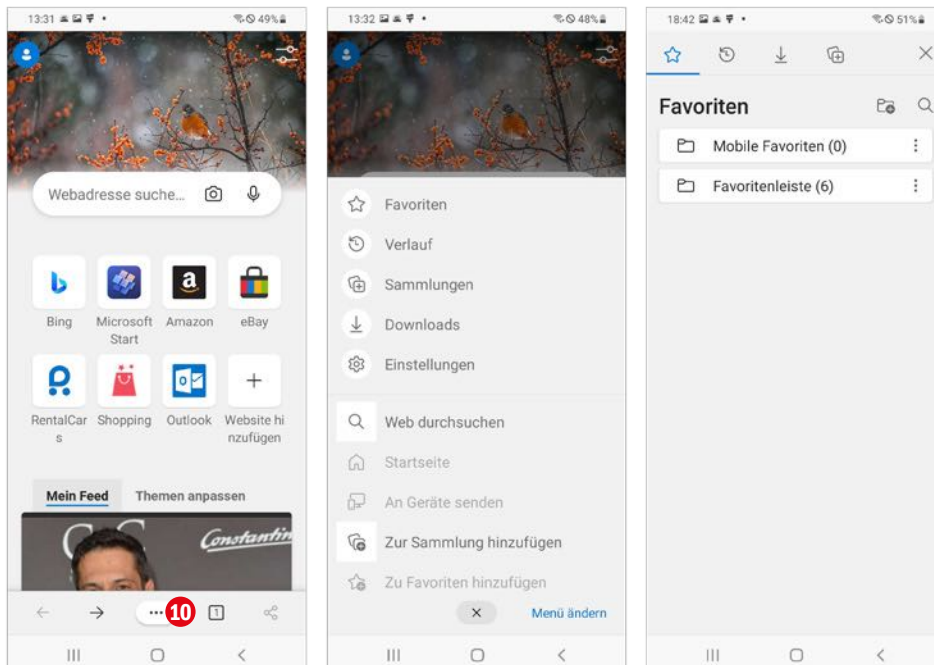 13:31
49%
Webadresse suche...
b
a
Bing
Microsoft
Start
Amazon
eBay
RentalCar
s
Shopping
Outlook
Website hi
nzufügen
Mein Feed
Themen anpassen
Constantin
10
1
13:32
48%
Favoriten
Verlauf
Sammlungen
Downloads
Einstellungen
Web durchsuchen
Startseite
An Geräte senden
Zur Sammlung hinzufügen
Zu Favoriten hinzufügen
Menü ändern
18:42
51%
Favoriten
Mobile Favoriten (0)
Favoritenleiste (6)